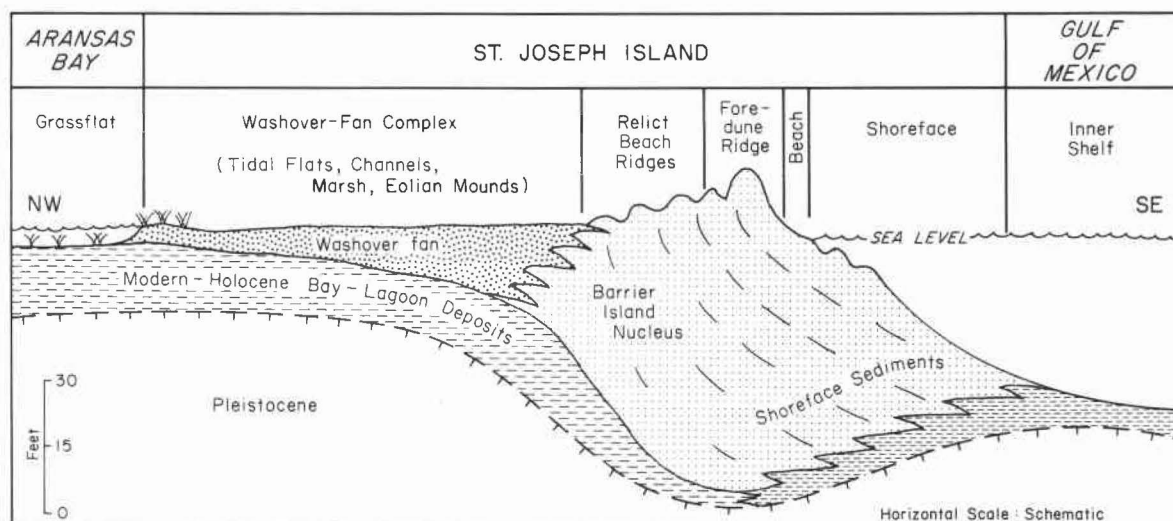 ARANSAS
BAY
ST. JOSEPH ISLAND
GULF
OF
MEXICO
Grassflat
Washover-Fan Complex
(Tidal Flats, Channels,
Marsh, Eolian Mounds)
Relict
Beach
Ridges
Fore-
dune
Ridge
Beach
Shoreface
Inner
Shelf
NW
SE
SEA LEVEL
Washover fan
Modern-Holocene Bay-Lagoon Deposits
Barrier
Island
Nucleus
Shoreface Sediments
Pleistocene
30
15
0
Feet
Horizontal Scale: Schematic